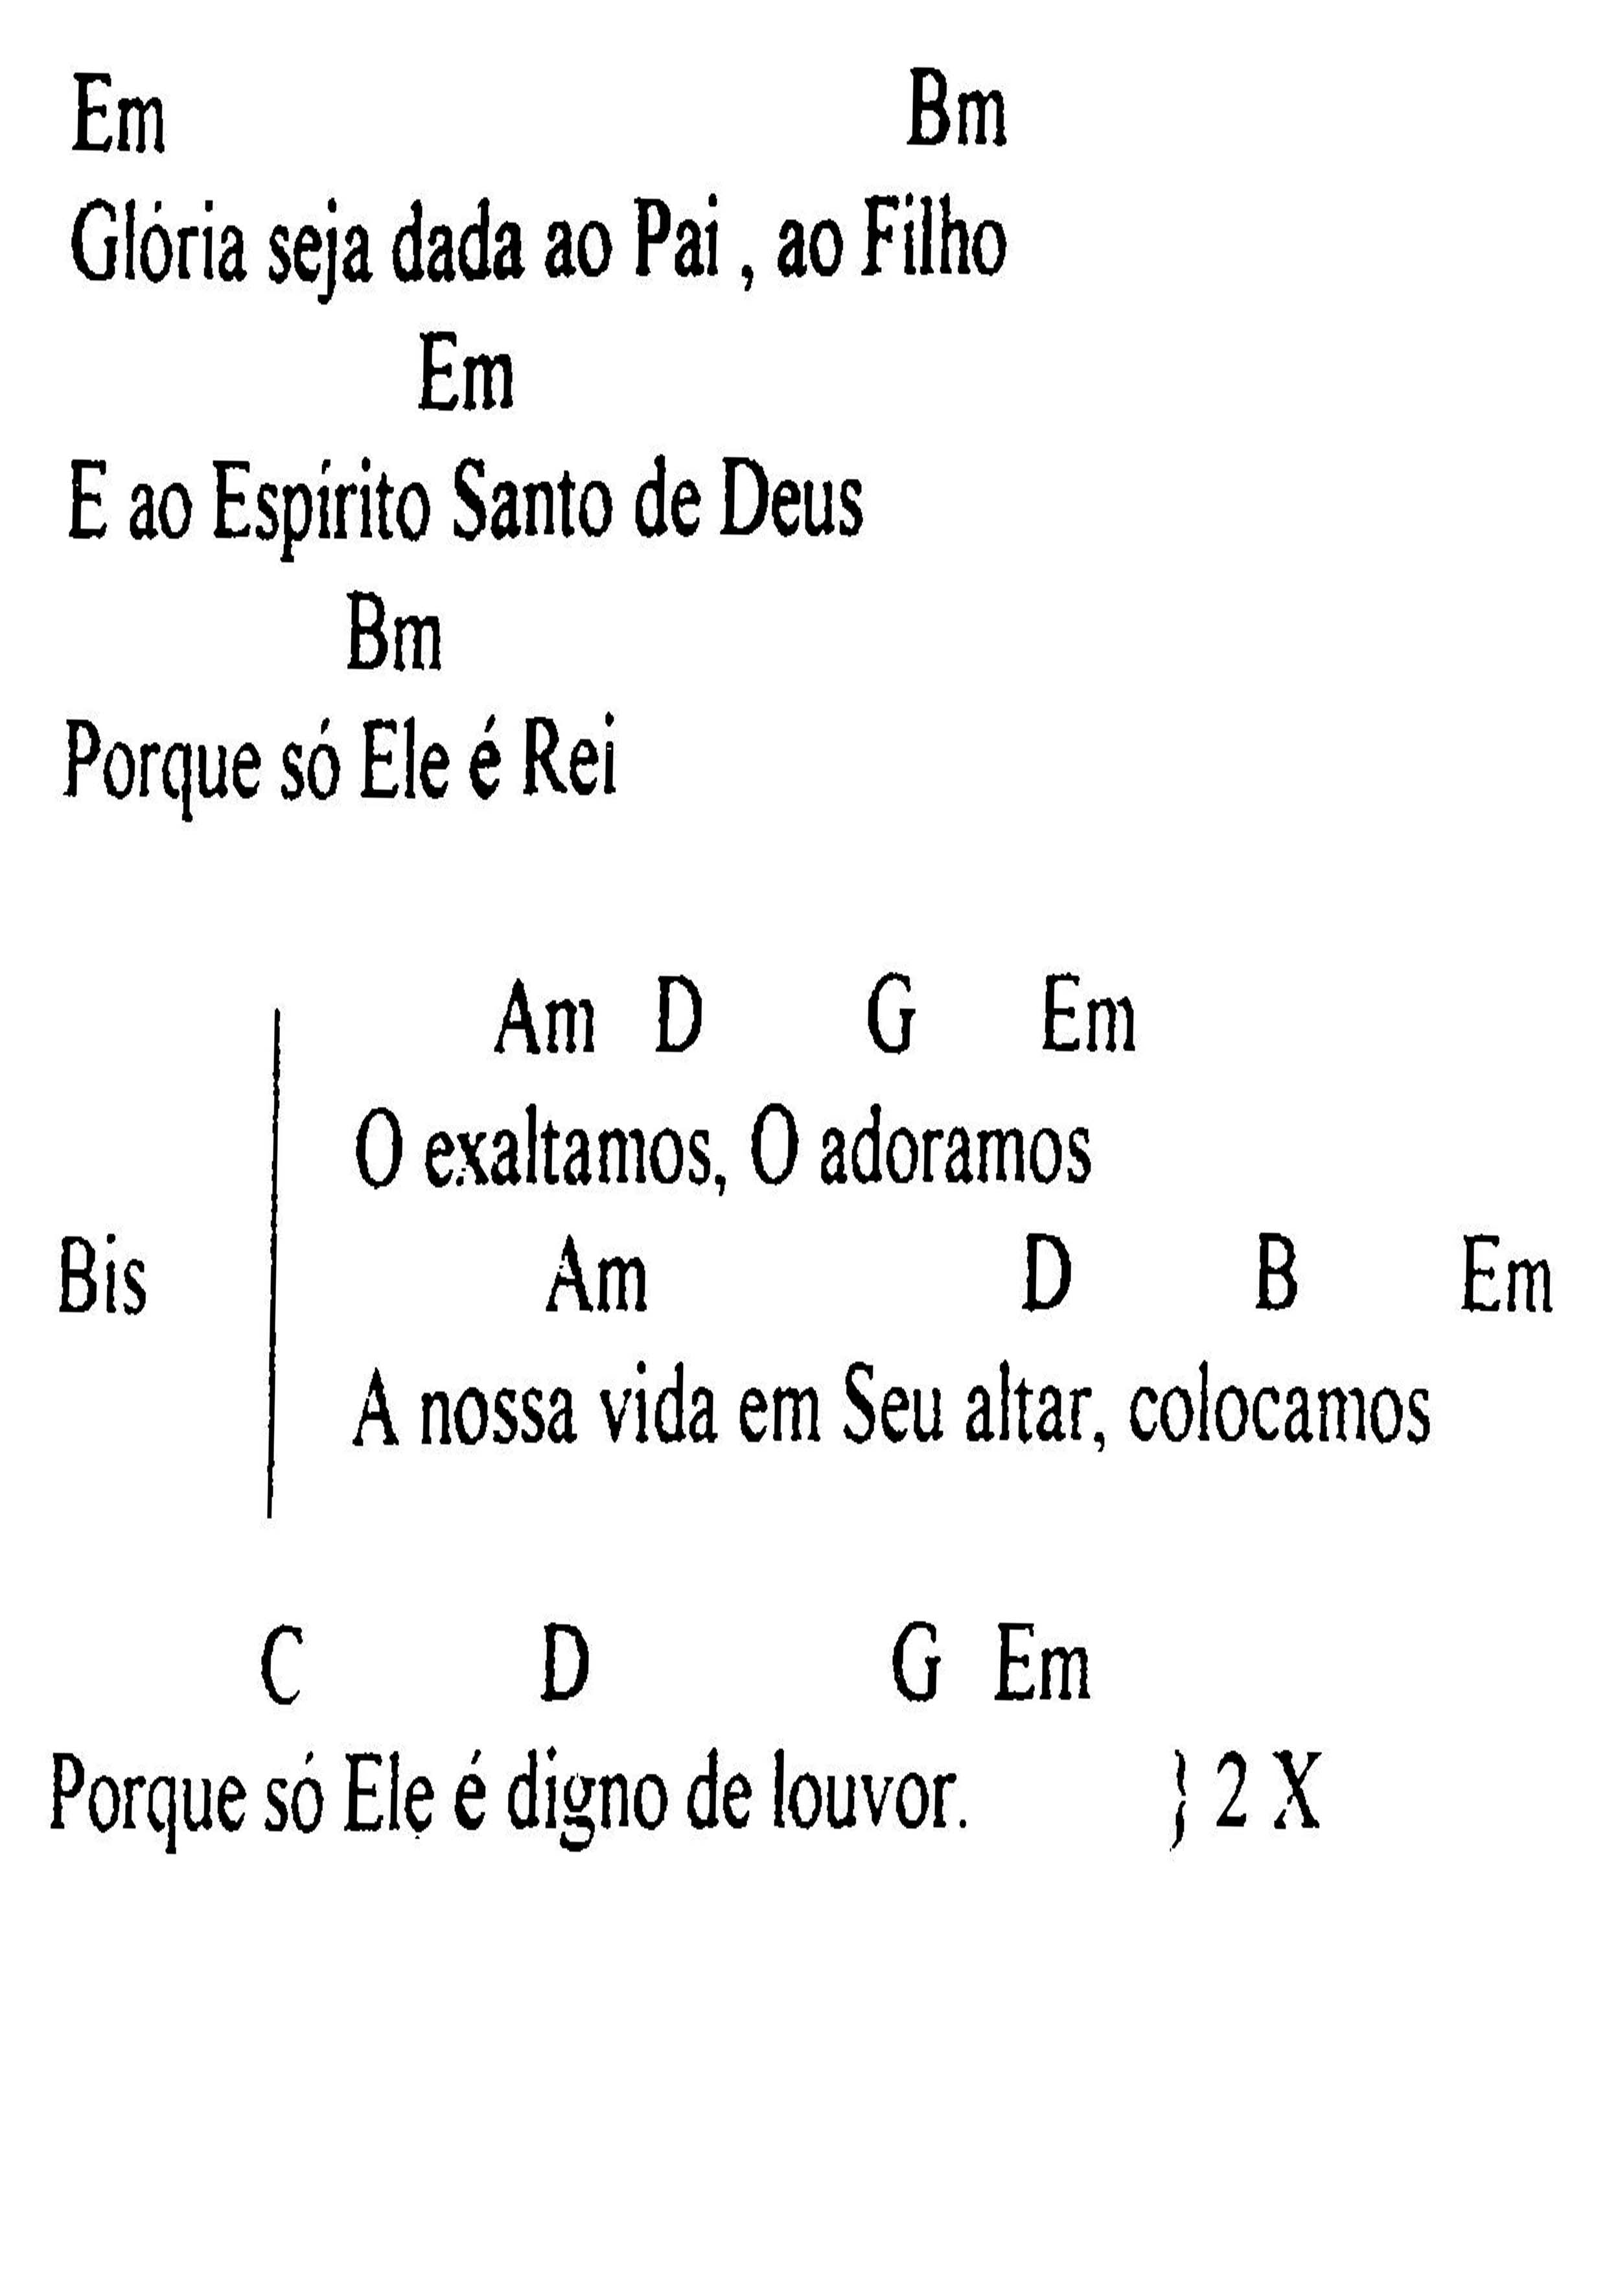 Em Bm
Glória seja dada ao Pai , ao Filho
Em
E ao Espírito Santo de Deus
Bm
Porque só Ele é Rei
Am D G Em
O exaltamos, O adoramos
Bis Am D B Em
A nossa vida em Seu altar, colocamos
C D G Em
Porque só Ele é digno de louvor. } 2 X